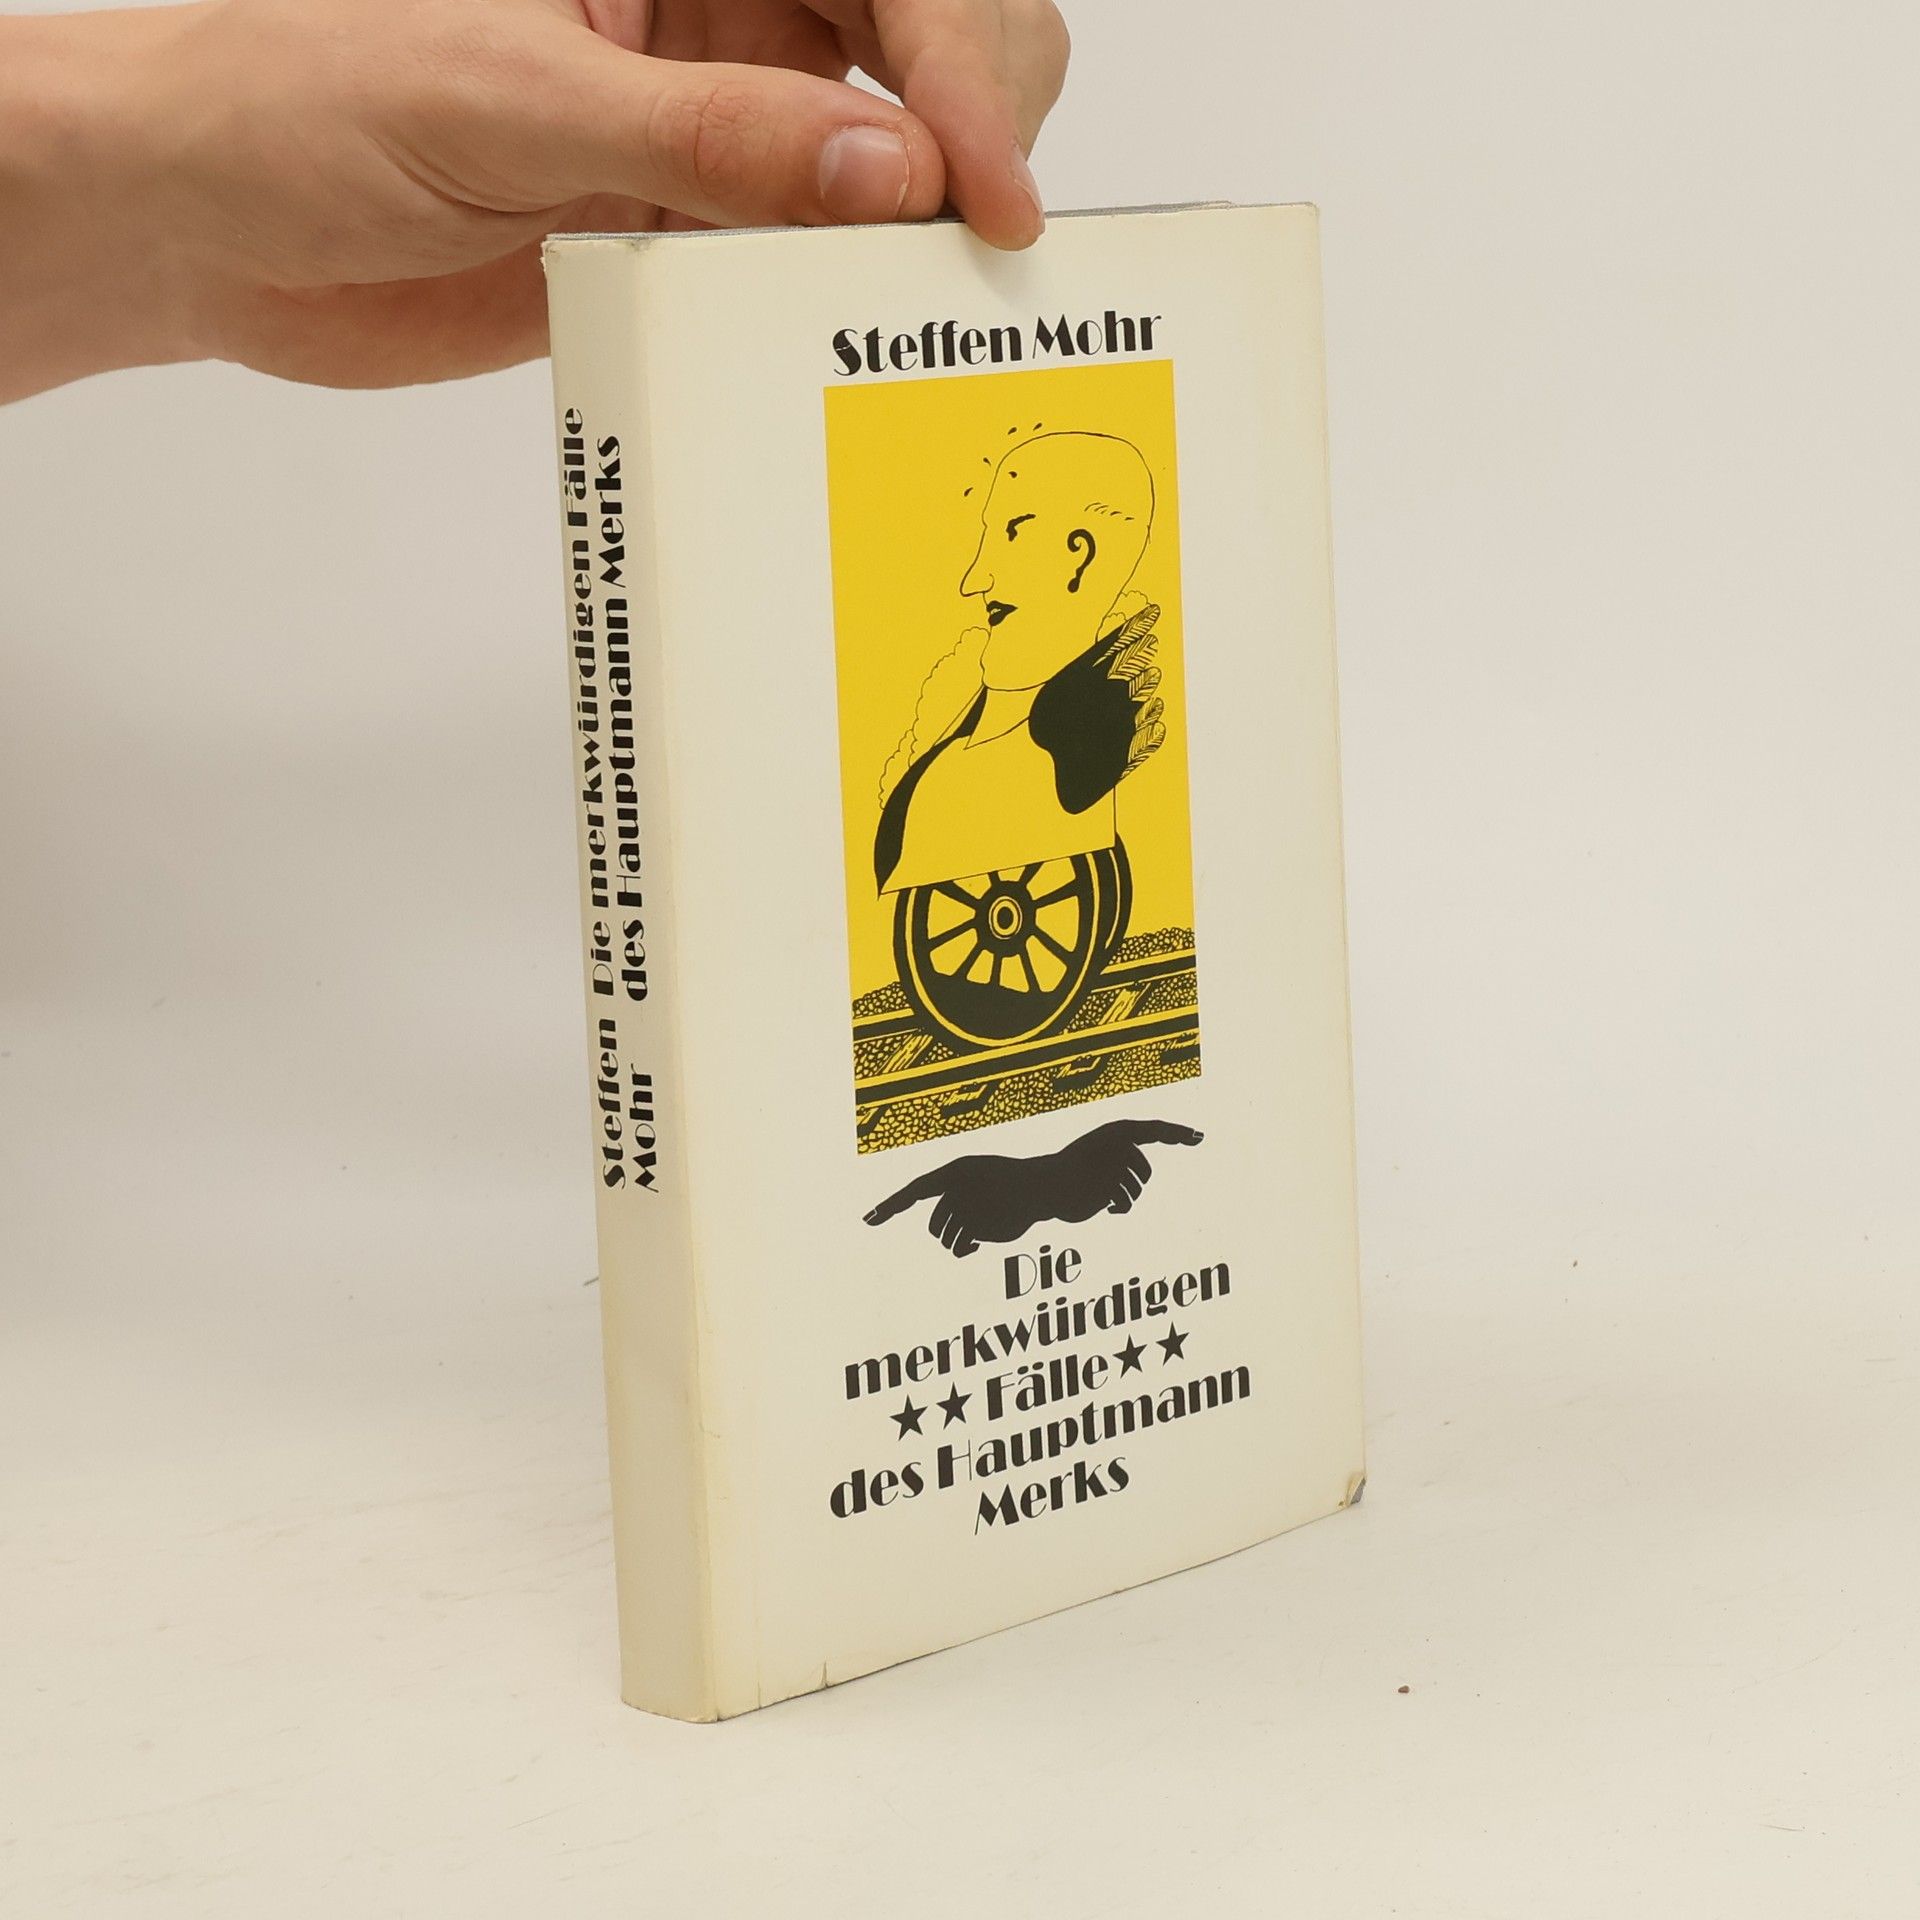 Steffen Mohr
Die
merkwürdigen
★★ Fälle ★★
des Hauptmann
Merks
Steffen Die merkwürdigen Fälle
Mohr des Hauptmann Merks